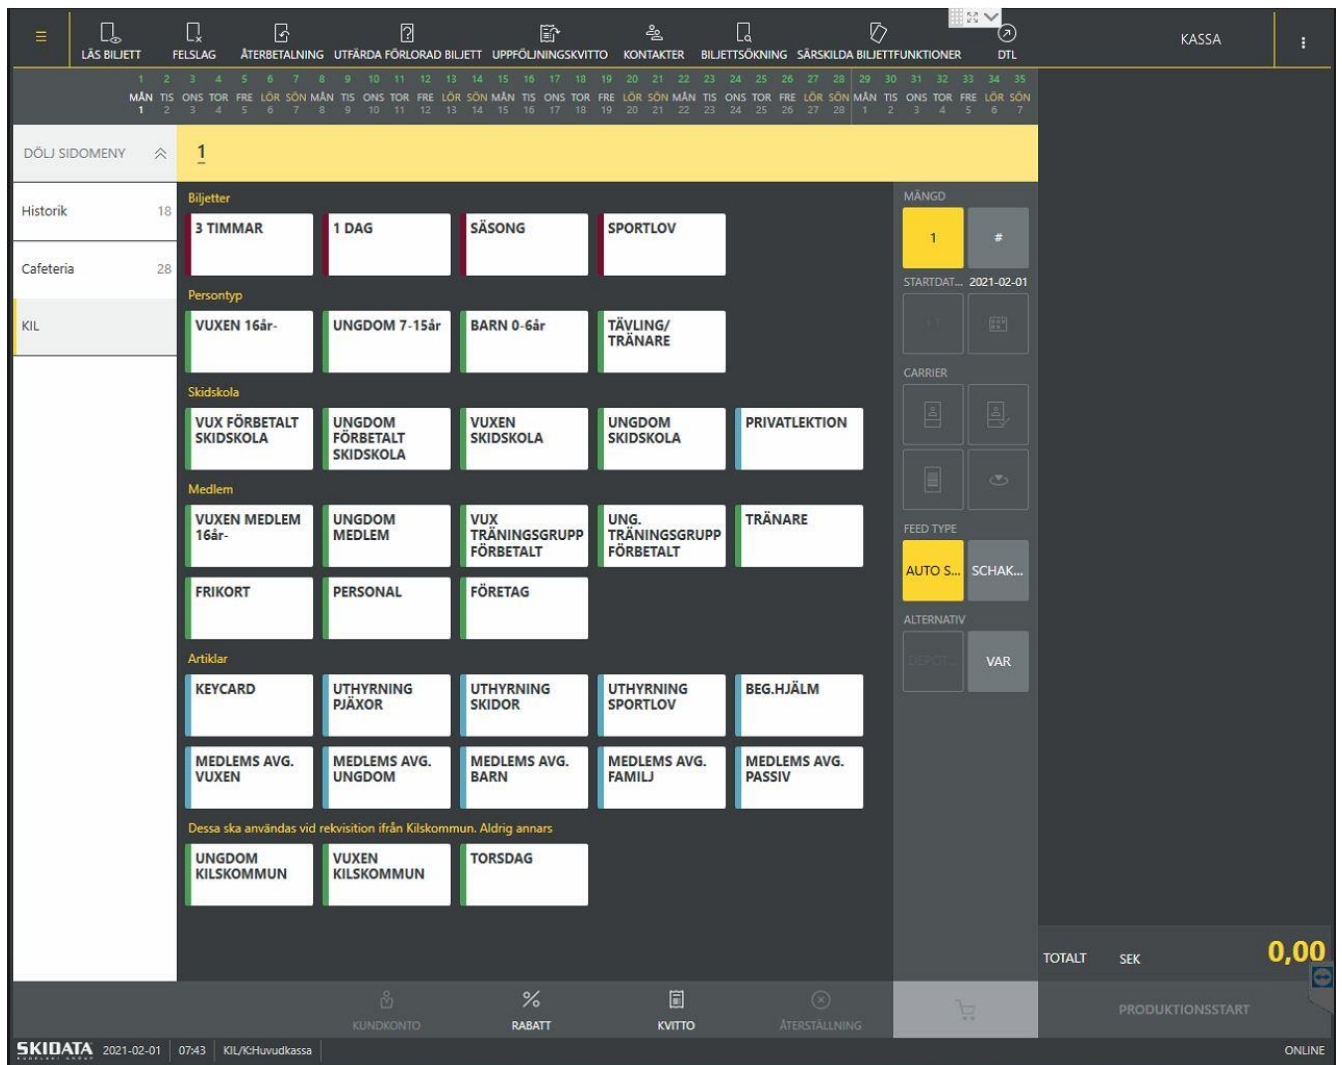 LÄS BILJETT FELSLAG ÅTERBETALNING UTFÄRDA FÖRLORAD BILJETT UPPFÖLJNINGSKVITTO KONTAKTER BILJETTSÖKNING SÄRSKILDA BILJETTFUNKTIONER DTL KASSA
1 2 3 4 5 6 7 8 9 10 11 12 13 14 15 16 17 18 19 20 21 22 23 24 25 26 27 28 29 30 31 32 33 34 35
MÅN TIS ONS TOR FRE LÖR SÖN MÅN TIS ONS TOR FRE LÖR SÖN MÅN TIS ONS TOR FRE LÖR SÖN MÅN TIS ONS TOR FRE LÖR SÖN MÅN TIS ONS TOR FRE LÖR SÖN
1 2 3 4 5 6 7 8 9 10 11 12 13 14 15 16 17 18 19 20 21 22 23 24 25 26 27 28 1 2 3 4 5 6 7
DÖLJ SIDOMENY
1
Historik 18
Cafeteria 28
KIL
Biljetter
3 TIMMAR
1 DAG
SÄSONG
SPORTLOV
Persontyp
VUXEN 16år-
UNGDOM 7-15år
BARN 0-6år
TÄVLING/
TRÄNARE
Skidskola
VUX FÖRBETALT
SKIDSKOLA
UNGDOM
FÖRBETALT
SKIDSKOLA
VUXEN
SKIDSKOLA
UNGDOM
SKIDSKOLA
PRIVATLEKTION
Medlem
VUXEN MEDLEM
16år-
UNGDOM
MEDLEM
VUX
TRÄNINGSGRUPP
FÖRBETALT
UNG.
TRÄNINGSGRUPP
FÖRBETALT
TRÄNARE
FRIKORT
PERSONAL
FÖRETAG
Artiklar
KEYCARD
UTHYRNING
PJÄXOR
UTHYRNING
SKIDOR
UTHYRNING
SPORTLOV
BEG.HJÄLM
MEDLEMS AVG.
VUXEN
MEDLEMS AVG.
UNGDOM
MEDLEMS AVG.
BARN
MEDLEMS AVG.
FAMILJ
MEDLEMS AVG.
PASSIV
Dessa ska användas vid rekvisition ifrån Kilskommun. Aldrig annars
UNGDOM
KILSKOMMUN
VUXEN
KILSKOMMUN
TORSDAG
MÄNGD
1 #
STARTDAT... 2021-02-01
CARRIER
FEED TYPE
AUTO S... SCHAK...
ALTERNATIV
DEPOT... VAR
TOTALT SEK 0,00
KUNDKONTO RABATT KVITTO ÅTERSTÄLLNING PRODUKTIONSSTART
SKIDATA 2021-02-01 07:43 KIL/K:Huvudkassa ONLINE